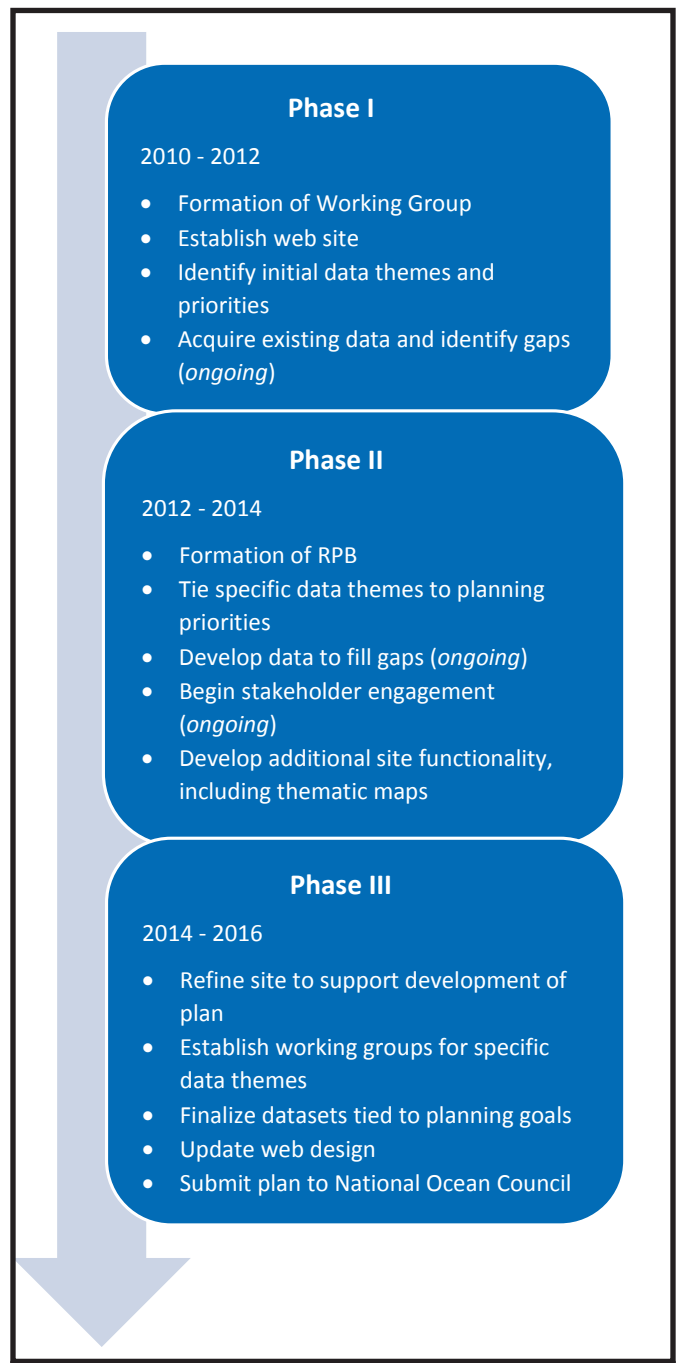 Phase I
2010 - 2012
• Formation of Working Group
• Establish web site
• Identify initial data themes and
priorities
• Acquire existing data and identify gaps
(ongoing)
Phase II
2012 - 2014
• Formation of RPB
• Tie specific data themes to planning
priorities
• Develop data to fill gaps (ongoing)
• Begin stakeholder engagement
(ongoing)
• Develop additional site functionality,
including thematic maps
Phase III
2014 - 2016
• Refine site to support development of
plan
• Establish working groups for specific
data themes
• Finalize datasets tied to planning goals
• Update web design
• Submit plan to National Ocean Council